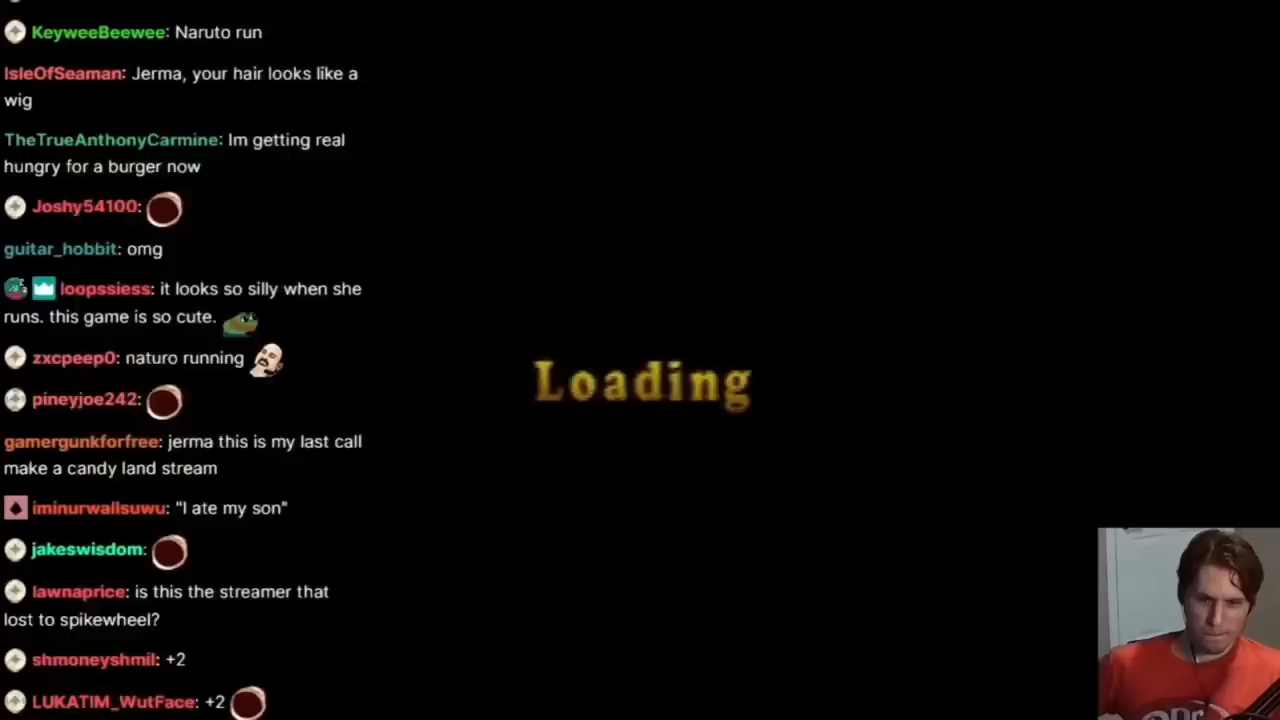 KeyweeBeewee: Naruto run
IsleOfSeaman: Jerma, your hair looks like a
wig
TheTrueAnthonyCarmine: Im getting real
hungry for a burger now
Joshy54100:
guitar_hobbit: omg
loopssiess: it looks so silly when she
runs. this game is so cute.
zxcpeep0: naturo running
pineyjoe242:
gamergunkforfree: jerma this is my last call
make a candy land stream
iminurwallsuwu: "I ate my son"
jakeswisdom:
lawnaprice: is this the streamer that
lost to spikewheel?
shmoneyshmil: +2
LUKATIM_WutFace: +2
Loading